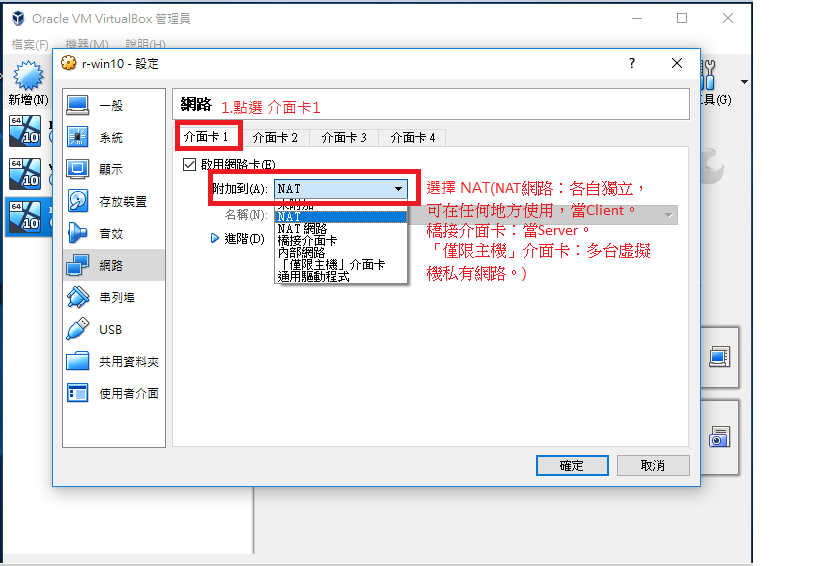 Oracle VM VirtualBox 管理員
檔案(F) 機器(M) 說明(H)
新增(N)
工具(G)
64
10
64
10
64
10
r-win10 - 設定
?
一般
系統
顯示
存放裝置
音效
網路
串列埠
USB
共用資料夾
使用者介面
網路 1.點選 介面卡1
介面卡 1 介面卡 2 介面卡 3 介面卡 4
啟用網路卡(E)
附加到(A): NAT
名稱(N):
進階(D)
未附加
NAT
NAT 網路
橋接介面卡
內部網路
「僅限主機」介面卡
通用驅動程式
選擇 NAT(NAT網路：各自獨立，
可在任何地方使用，當Client。
橋接介面卡：當Server。
「僅限主機」介面卡：多台虛擬
機私有網路。)
確定 取消